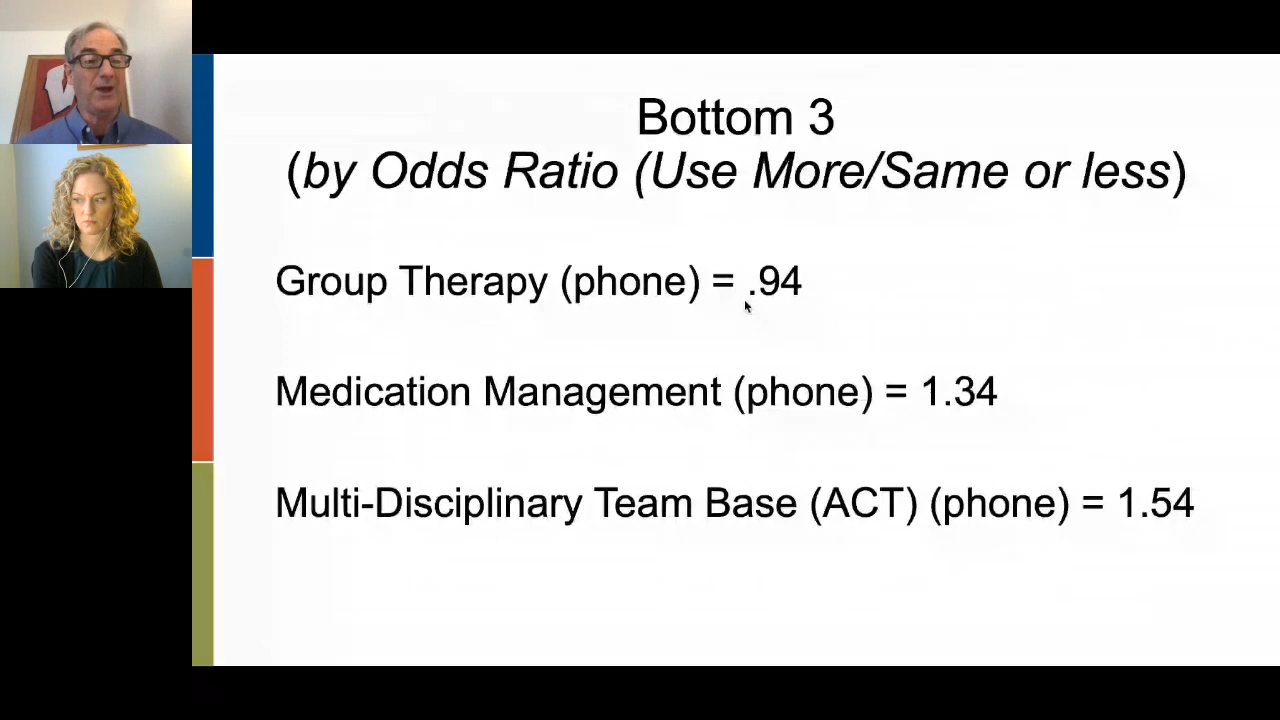 Bottom 3
(by Odds Ratio (Use More/Same or less)
Group Therapy (phone) = .94
Medication Management (phone) = 1.34
Multi-Disciplinary Team Base (ACT) (phone) = 1.54